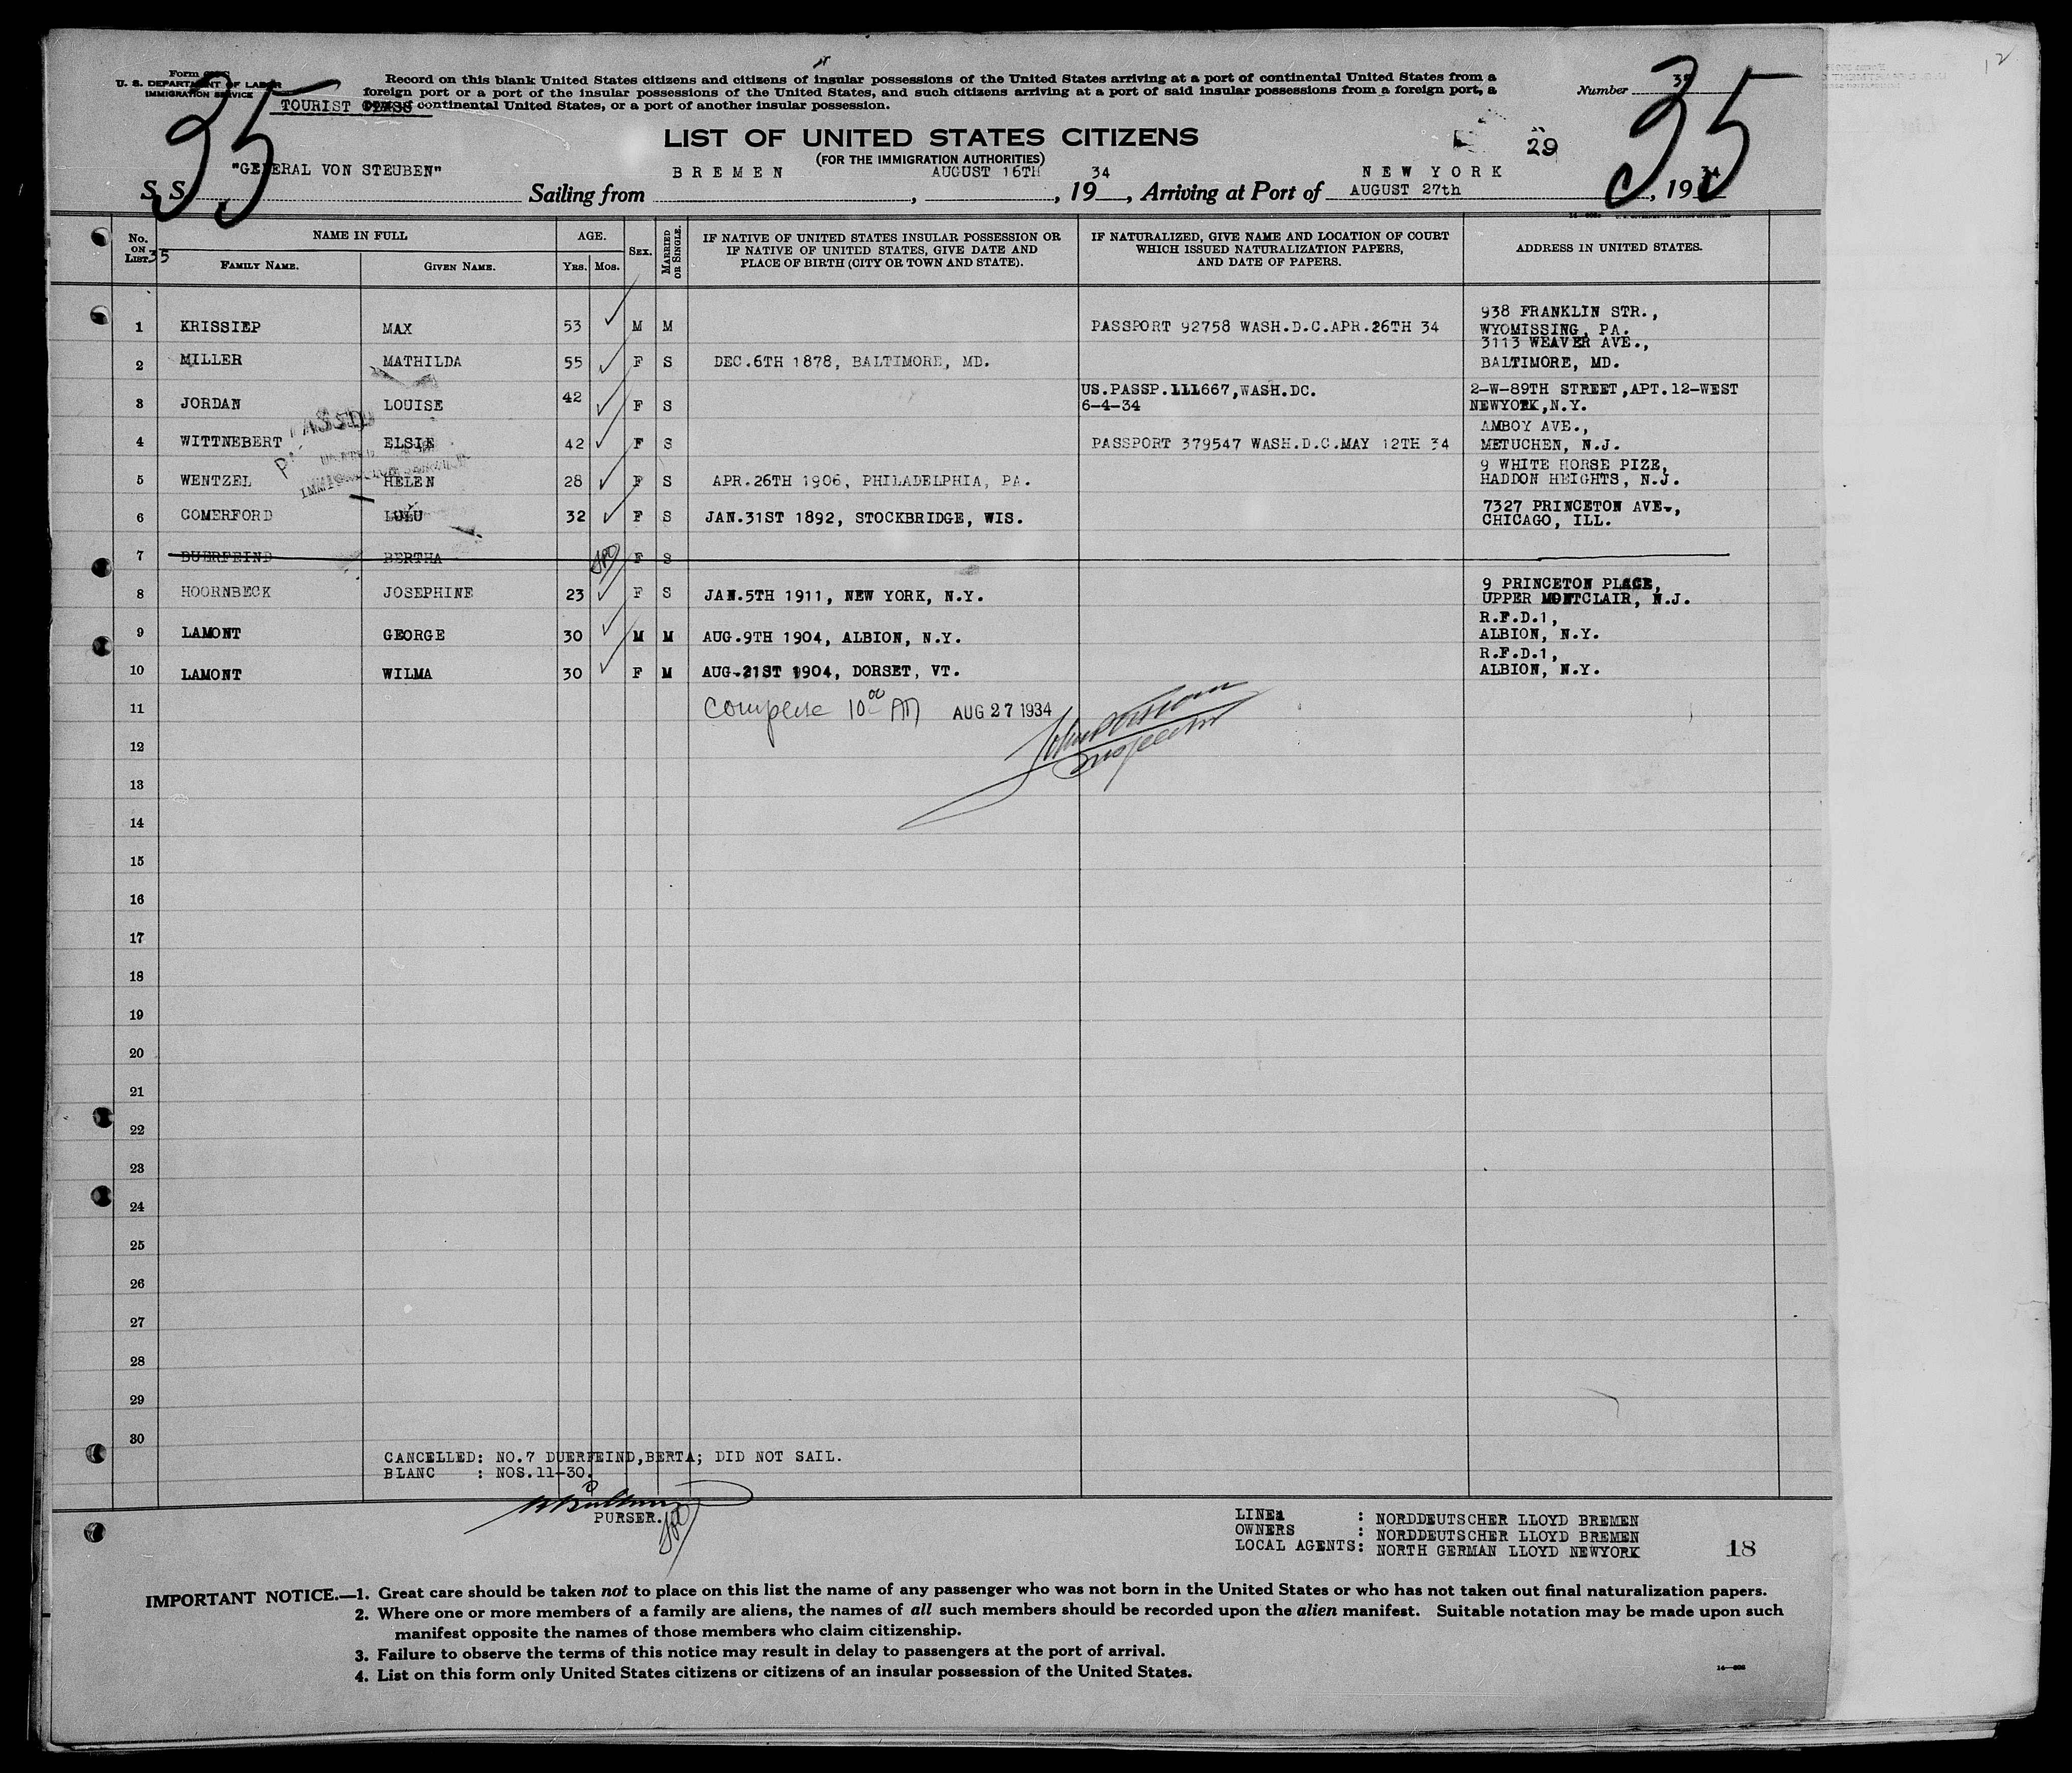 U. S. DEPARTMENT OF LABOR
IMMIGRATION SERVICE
TOURIST CLASS
Record on this blank United States citizens and citizens of insular possessions of the United States arriving at a port of continental United States from a
foreign port or a port of the insular possessions of the United States, and such citizens arriving at a port of said insular possessions from a foreign port, a
port of continental United States, or a port of another insular possession.
Number 35
35
35
LIST OF UNITED STATES CITIZENS
(FOR THE IMMIGRATION AUTHORITIES)
29
S. S. "GENERAL VON STEUBEN" Sailing from BREMEN, AUGUST 16TH, 1934, Arriving at Port of NEW YORK AUGUST 27th, 1934
No. ON LIST 35
NAME IN FULL
FAMILY NAME. GIVEN NAME.
AGE.
YRS. MOS.
SEX.
MARRIED OR SINGLE.
IF NATIVE OF UNITED STATES INSULAR POSSESSION OR
IF NATIVE OF UNITED STATES, GIVE DATE AND
PLACE OF BIRTH (CITY OR TOWN AND STATE).
IF NATURALIZED, GIVE NAME AND LOCATION OF COURT
WHICH ISSUED NATURALIZATION PAPERS,
AND DATE OF PAPERS.
ADDRESS IN UNITED STATES.
1 KRISSIEP MAX 53 M M PASSPORT 92758 WASH.D.C.APR.26TH 34 938 FRANKLIN STR.,
WYOMISSING, PA.
2 MILLER MATHILDA 55 F S DEC.6TH 1878, BALTIMORE, MD. 3113 WEAVER AVE.,
BALTIMORE, MD.
3 JORDAN LOUISE 42 F S US.PASSP.111667,WASH.DC. 2-W-89TH STREET,APT.12-WEST
6-4-34 NEWYORK,N.Y.
4 WITTNEBERT ELSIE 42 F S PASSPORT 379547 WASH.D.C.MAY 12TH 34 AMBOY AVE.,
METUCHEN, N.J.
5 WENTZEL HELEN 28 F S APR.26TH 1906, PHILADELPHIA, PA. 9 WHITE HORSE PIZE,
HADDON HEIGHTS, N.J.
6 COMERFORD LULU 32 F S JAN.31ST 1892, STOCKBRIDGE, WIS. 7327 PRINCETON AVE.,
CHICAGO, ILL.
7 DUERFEIND BERTHA F S
8 HOORNBECK JOSEPHINE 23 F S JAN.5TH 1911, NEW YORK, N.Y. 9 PRINCETON PLACE,
UPPER MONTCLAIR, N.J.
9 LAMONT GEORGE 30 M M AUG.9TH 1904, ALBION, N.Y. R.F.D.1,
ALBION, N.Y.
10 LAMONT WILMA 30 F M AUG.21ST 1904, DORSET, VT. R.F.D.1,
ALBION, N.Y.
11 Complete 10 00 AM AUG 27 1934
Inspector
12
13
14
15
16
17
18
19
20
21
22
23
24
25
26
27
28
29
30
CANCELLED: NO.7 DUERFEIND,BERTA; DID NOT SAIL.
BLANC : NOS.11-30.
PURSER.
LINE: : NORDDEUTSCHER LLOYD BREMEN
OWNERS : NORDDEUTSCHER LLOYD BREMEN
LOCAL AGENTS: NORTH GERMAN LLOYD NEWYORK
18
IMPORTANT NOTICE.—1. Great care should be taken not to place on this list the name of any passenger who was not born in the United States or who has not taken out final naturalization papers.
2. Where one or more members of a family are aliens, the names of all such members should be recorded upon the alien manifest. Suitable notation may be made upon such
manifest opposite the names of those members who claim citizenship.
3. Failure to observe the terms of this notice may result in delay to passengers at the port of arrival.
4. List on this form only United States citizens or citizens of an insular possession of the United States.